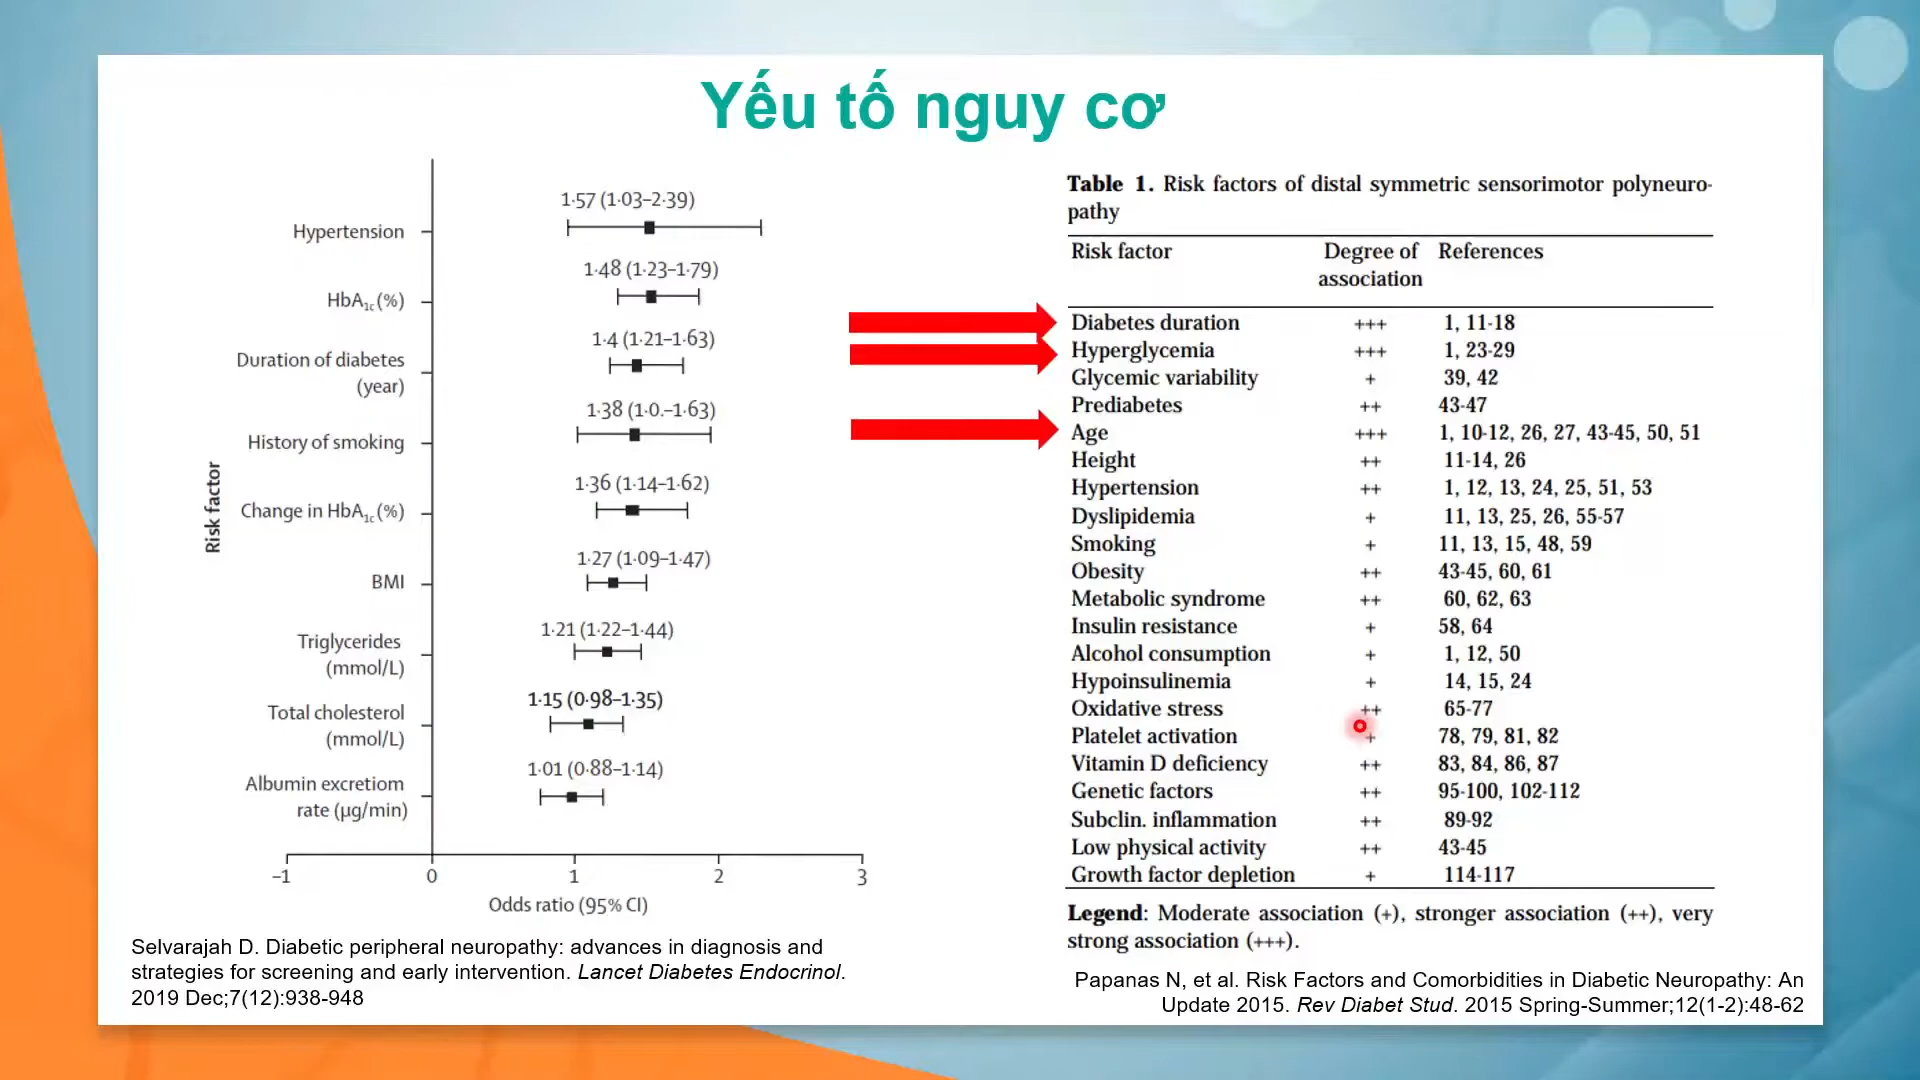 Yếu tố nguy cơ
1·57 (1·03–2·39)
Hypertension
1·48 (1·23–1·79)
HbA1c (%)
1·4 (1·21–1·63)
Duration of diabetes
(year)
1·38 (1·0.–1·63)
History of smoking
1·36 (1·14–1·62)
Change in HbA1c (%)
1·27 (1·09–1·47)
BMI
1·21 (1·22–1·44)
Triglycerides
(mmol/L)
1·15 (0·98–1·35)
Total cholesterol
(mmol/L)
1·01 (0·88–1·14)
Albumin excretiom
rate (µg/min)
Risk factor
–1 0 1 2 3
Odds ratio (95% CI)
Selvarajah D. Diabetic peripheral neuropathy: advances in diagnosis and
strategies for screening and early intervention. Lancet Diabetes Endocrinol.
2019 Dec;7(12):938-948
Table 1. Risk factors of distal symmetric sensorimotor polyneuro-
pathy
Risk factor Degree of References
association
Diabetes duration +++ 1, 11-18
Hyperglycemia +++ 1, 23-29
Glycemic variability + 39, 42
Prediabetes ++ 43-47
Age +++ 1, 10-12, 26, 27, 43-45, 50, 51
Height ++ 11-14, 26
Hypertension ++ 1, 12, 13, 24, 25, 51, 53
Dyslipidemia + 11, 13, 25, 26, 55-57
Smoking + 11, 13, 15, 48, 59
Obesity ++ 43-45, 60, 61
Metabolic syndrome ++ 60, 62, 63
Insulin resistance + 58, 64
Alcohol consumption + 1, 12, 50
Hypoinsulinemia + 14, 15, 24
Oxidative stress ++ 65-77
Platelet activation + 78, 79, 81, 82
Vitamin D deficiency ++ 83, 84, 86, 87
Genetic factors ++ 95-100, 102-112
Subclin. inflammation ++ 89-92
Low physical activity ++ 43-45
Growth factor depletion + 114-117
Legend: Moderate association (+), stronger association (++), very
strong association (+++).
Papanas N, et al. Risk Factors and Comorbidities in Diabetic Neuropathy: An
Update 2015. Rev Diabet Stud. 2015 Spring-Summer;12(1-2):48-62